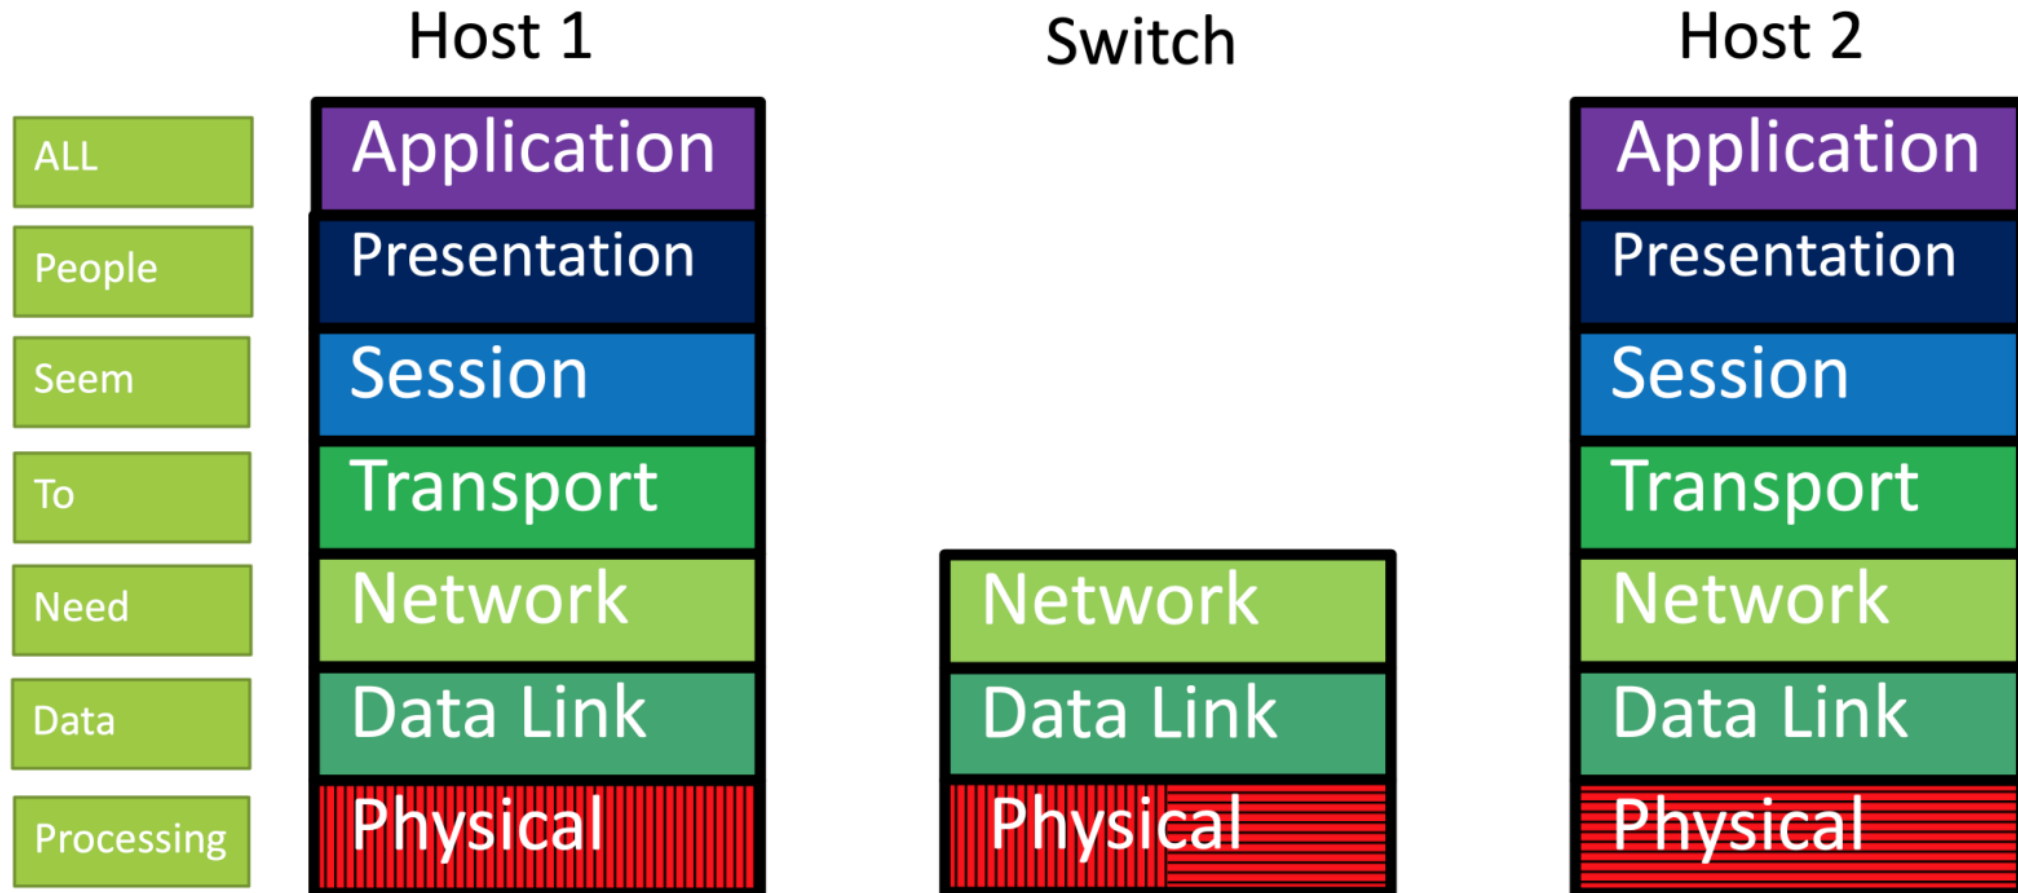 Host 1
Switch
Host 2
ALL
Application
Application
People
Presentation
Presentation
Seem
Session
Session
To
Transport
Transport
Need
Network
Network
Network
Data
Data Link
Data Link
Data Link
Processing
Physical
Physical
Physical